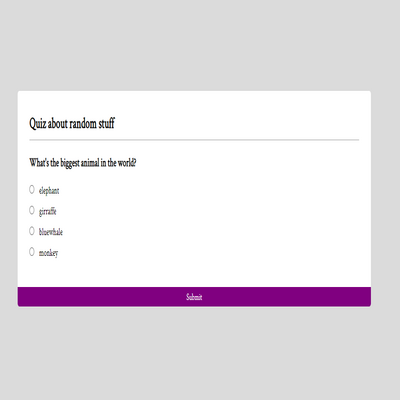 Quiz about random stuff
What's the biggest animal in the world?
elephant
girraffe
bluewhale
monkey
Submit